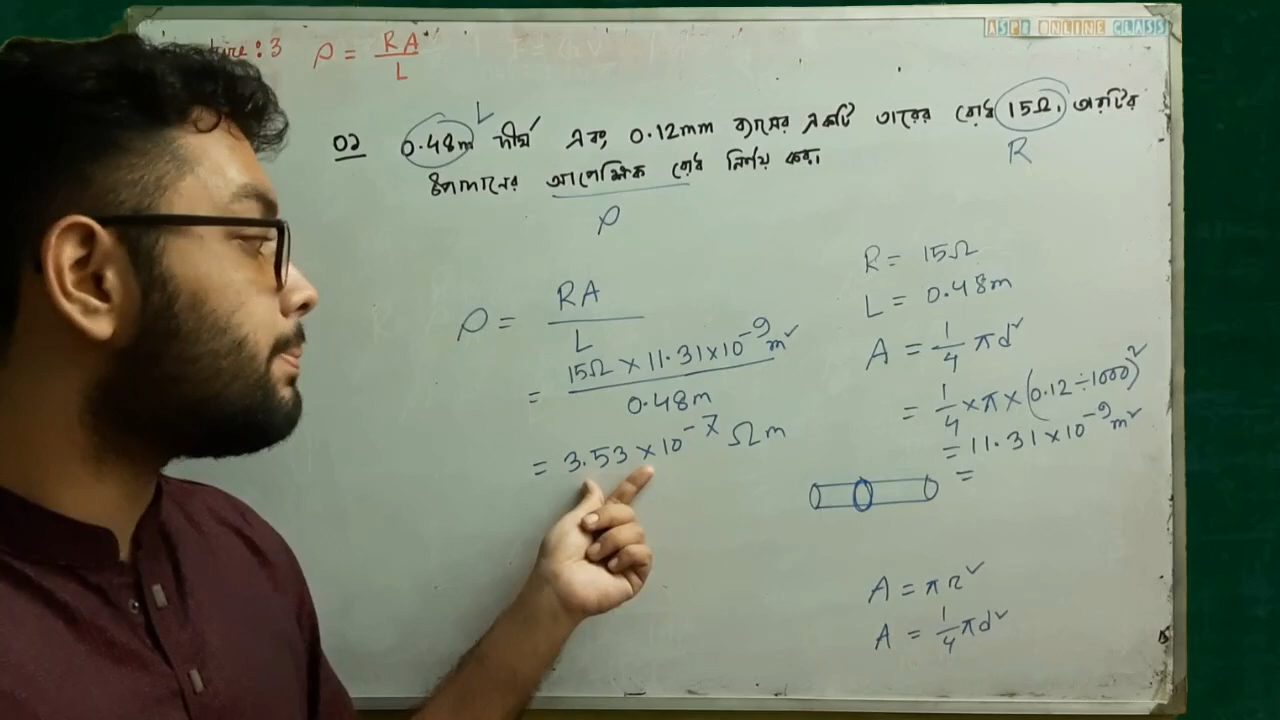 ASPE ONLINE CLASS
ture: 3 ρ = RA / L
L
০১ 0.48m দীর্ঘ এবং 0.12mm ব্যাসের একটি তারের রোধ 15Ω. তারটির
R
উপাদানের আপেক্ষিক রোধ নির্ণয় কর।
ρ
R = 15Ω
L = 0.48m
A = 1/4 πd²
= 1/4 × π × (0.12 ÷ 1000)²
= 11.31 × 10⁻⁹ m²
=
ρ = RA / L
= 15Ω × 11.31 × 10⁻⁹ m² / 0.48m
= 3.53 × 10⁻⁷ Ω m
A = πr²
A = 1/4 πd²